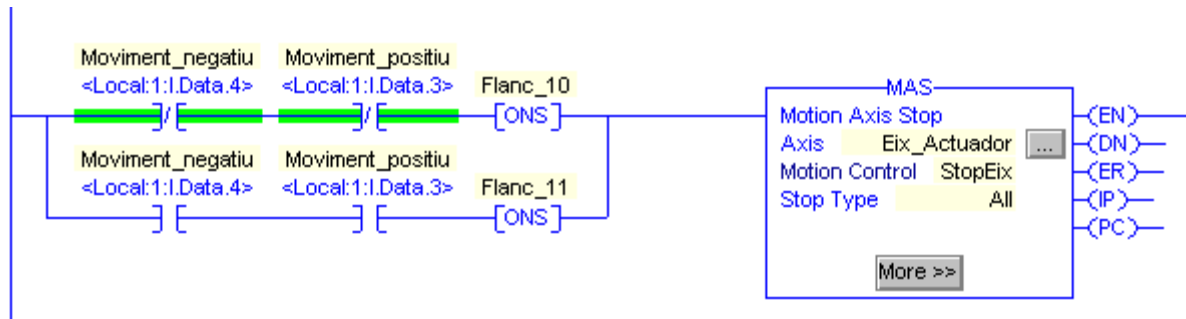 Moviment_negatiu Moviment_positiu
<Local:1:I.Data.4> <Local:1:I.Data.3> Flanc_10
/ / ONS
Moviment_negatiu Moviment_positiu
<Local:1:I.Data.4> <Local:1:I.Data.3> Flanc_11
ONS
MAS
Motion Axis Stop
Axis Eix_Actuador ...
Motion Control StopEix
Stop Type All
More >>
EN
DN
ER
IP
PC